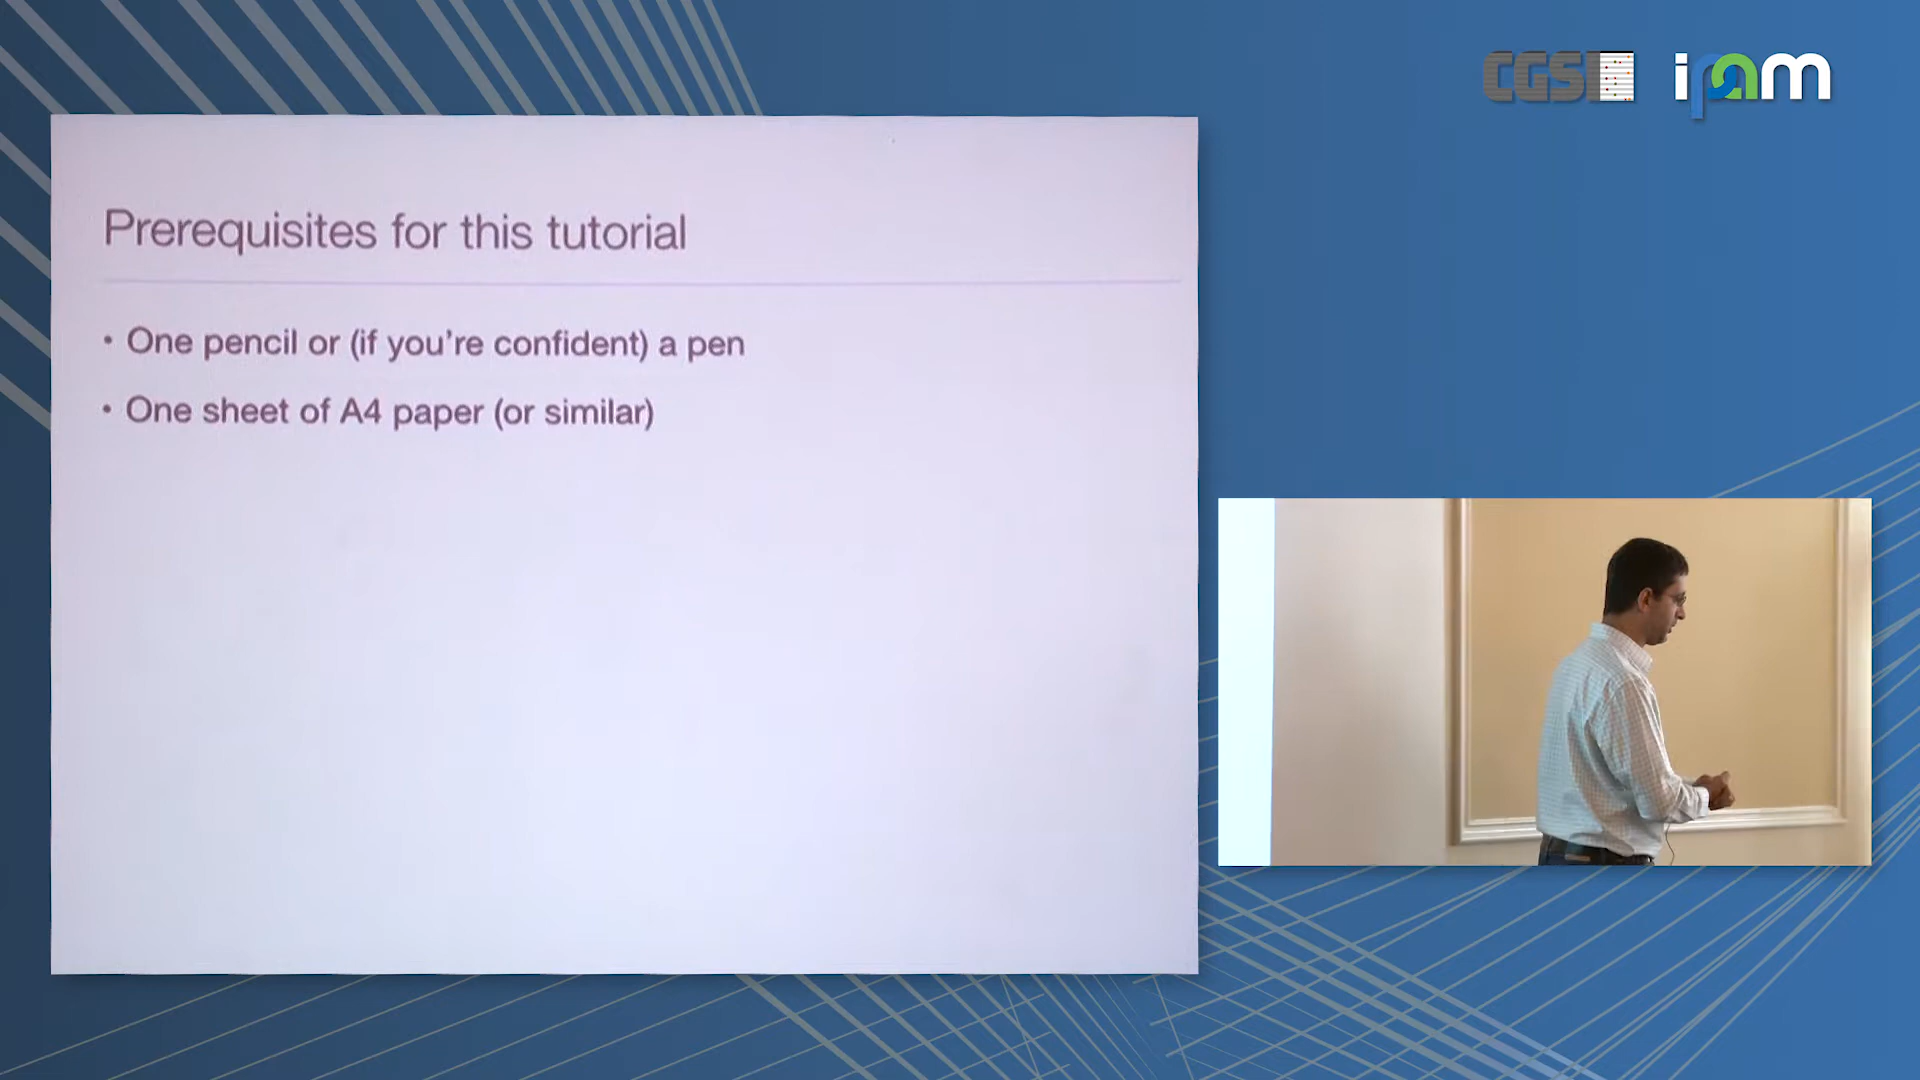 CGSI
ipam
Prerequisites for this tutorial
• One pencil or (if you're confident) a pen
• One sheet of A4 paper (or similar)